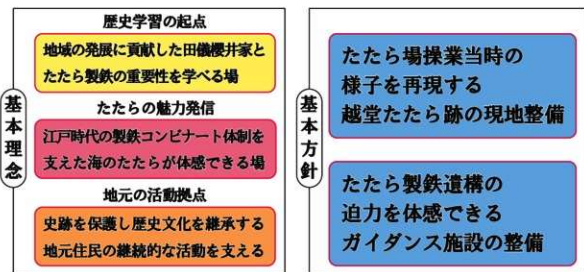 基本理念
歴史学習の起点
地域の発展に貢献した田儀櫻井家と
たたら製鉄の重要性を学べる場
たたらの魅力発信
江戸時代の製鉄コンビナート体制を
支えた海のたたらが体感できる場
地元の活動拠点
史跡を保護し歴史文化を継承する
地元住民の継続的な活動を支える
基本方針
たたら場操業当時の
様子を再現する
越堂たたら跡の現地整備
たたら製鉄遺構の
迫力を体感できる
ガイダンス施設の整備